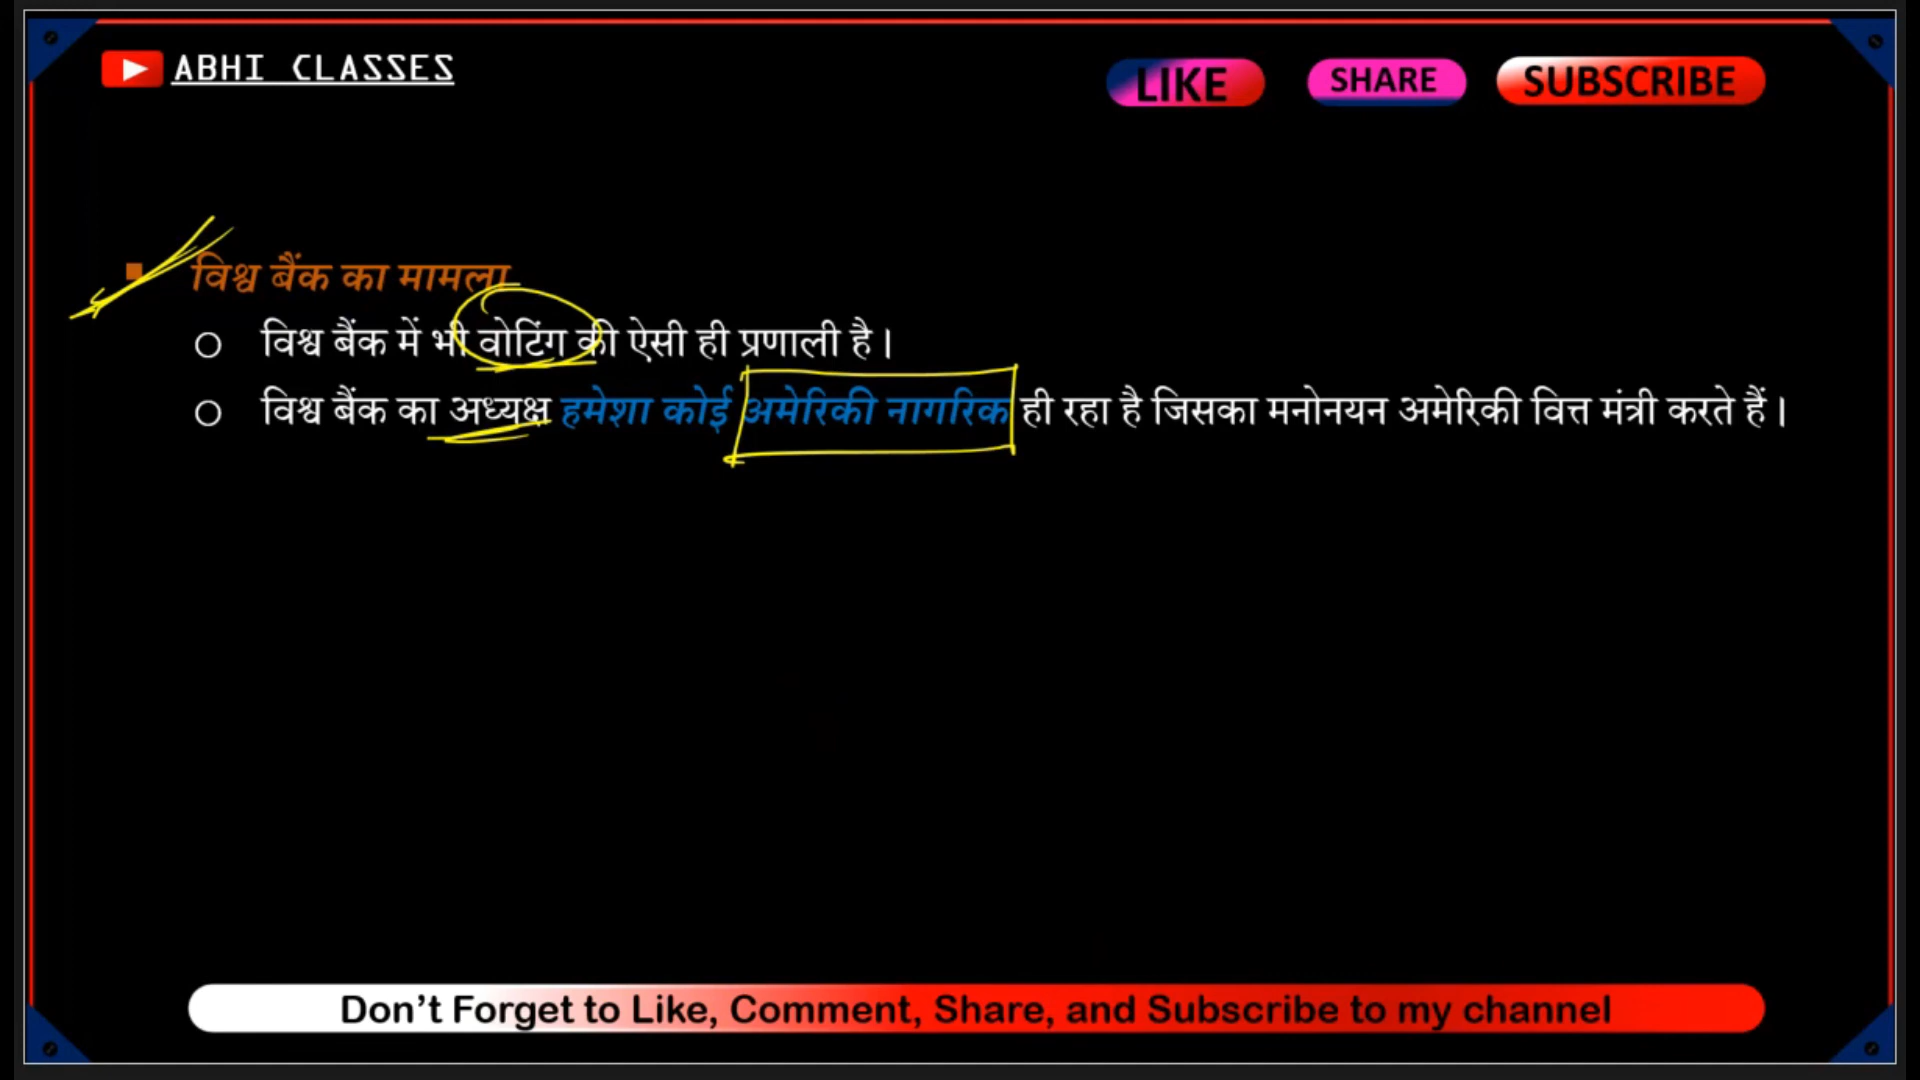 ABHI CLASSES
LIKE
SHARE
SUBSCRIBE
विश्व बैंक का मामला
विश्व बैंक में भी वोटिंग की ऐसी ही प्रणाली है।
विश्व बैंक का अध्यक्ष हमेशा कोई अमेरिकी नागरिक ही रहा है जिसका मनोनयन अमेरिकी वित्त मंत्री करते हैं।
Don't Forget to Like, Comment, Share, and Subscribe to my channel